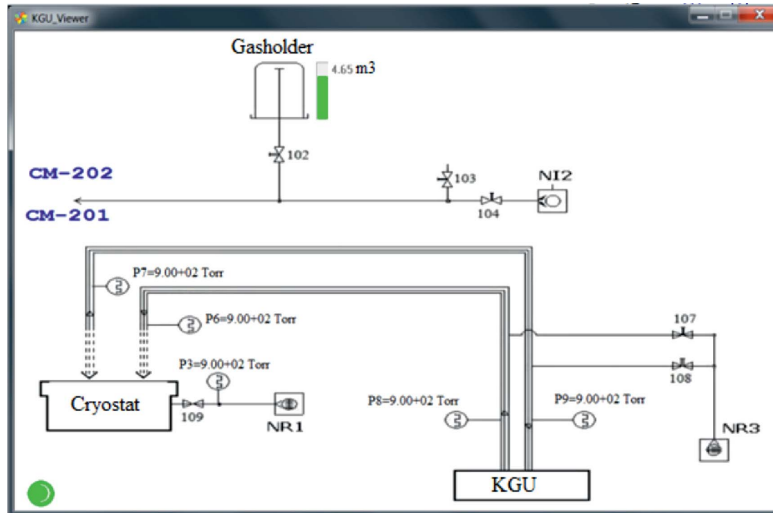 KGU_Viewer
Gasholder
4.65 m3
102
CM-202
103
NI2
104
CM-201
P7=9.00+02 Torr
P6=9.00+02 Torr
107
P3=9.00+02 Torr
108
Cryostat
109
NR1
P8=9.00+02 Torr
P9=9.00+02 Torr
NR3
KGU